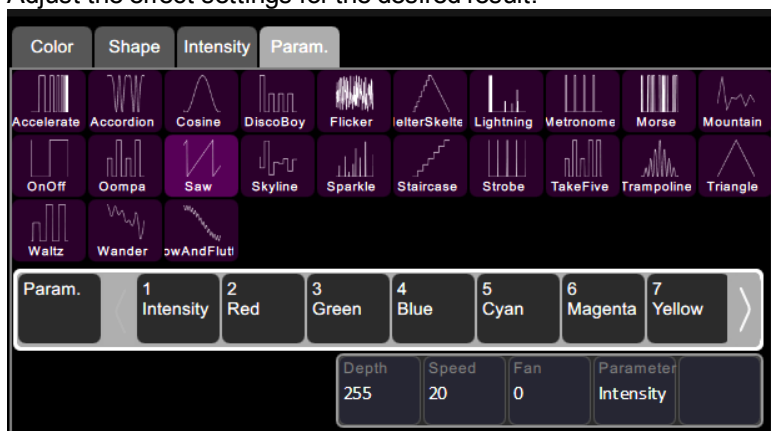 Adjust the effect settings for the desired result.
Color Shape Intensity Param.
Accelerate Accordion Cosine DiscoBoy Flicker lelterSkelte Lightning Metronome Morse Mountain
OnOff Oompa Saw Skyline Sparkle Staircase Strobe TakeFive Trampoline Triangle
Waltz Wander owAndFlutt
Param. 1 2 3 4 5 6 7
Intensity Red Green Blue Cyan Magenta Yellow
Depth Speed Fan Parameter
255 20 0 Intensity